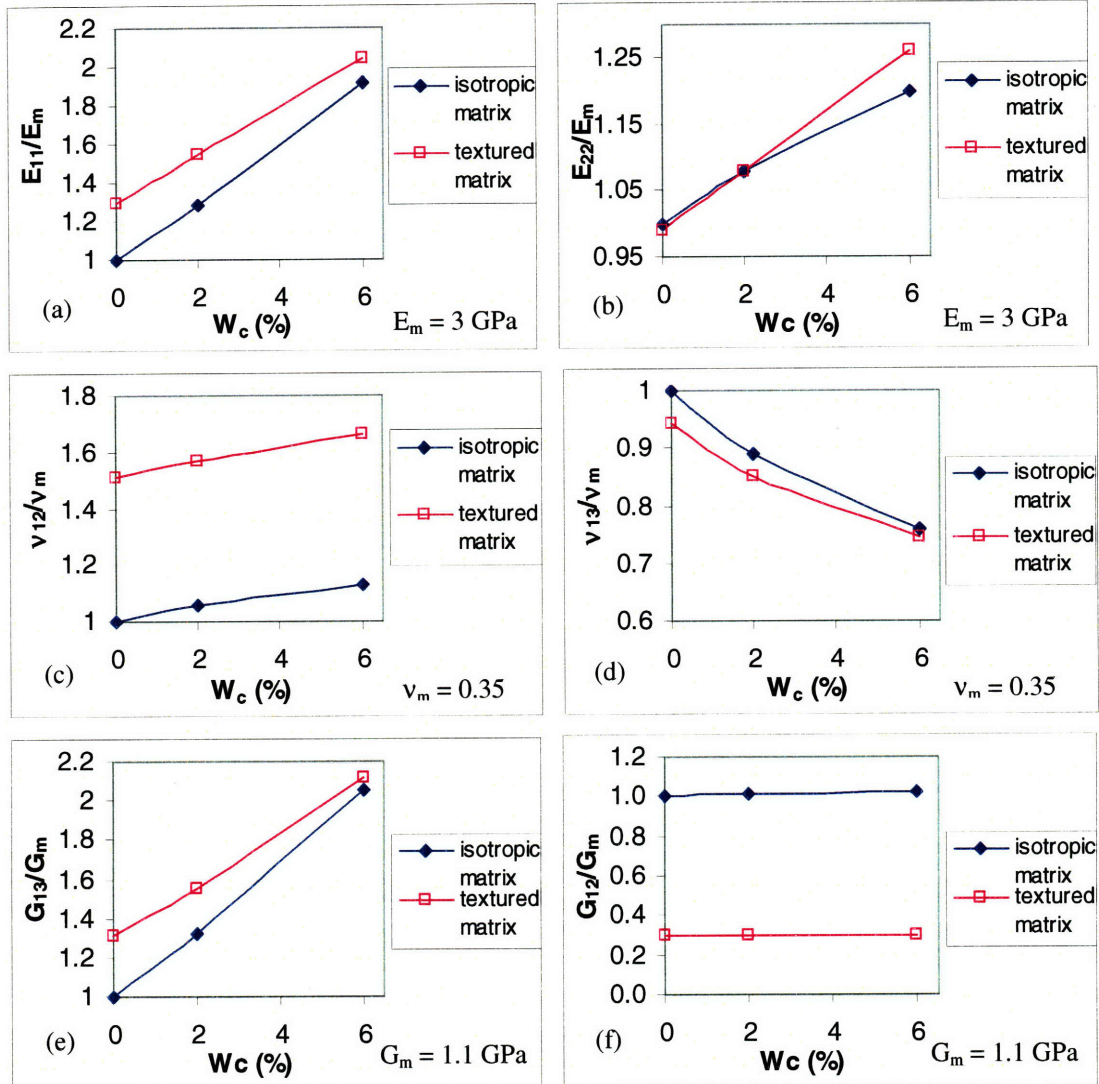 2.2
2
1.8
1.6
1.4
1.2
1
E11/Em
0 2 4 6
Wc (%)
isotropic
matrix
textured
matrix
(a)
Em = 3 GPa
1.25
1.15
1.05
0.95
E22/Em
0 2 4 6
Wc (%)
isotropic
matrix
textured
matrix
(b)
Em = 3 GPa
1.8
1.6
1.4
1.2
1
ν12/νm
0 2 4 6
Wc (%)
isotropic
matrix
textured
matrix
(c)
νm = 0.35
1
0.9
0.8
0.7
0.6
ν13/νm
0 2 4 6
Wc (%)
isotropic
matrix
textured
matrix
(d)
νm = 0.35
2.2
2
1.8
1.6
1.4
1.2
1
G13/Gm
0 2 4 6
Wc (%)
isotropic
matrix
textured
matrix
(e)
Gm = 1.1 GPa
1.2
1.0
0.8
0.6
0.4
0.2
0.0
G12/Gm
0 2 4 6
Wc (%)
isotropic
matrix
textured
matrix
(f)
Gm = 1.1 GPa